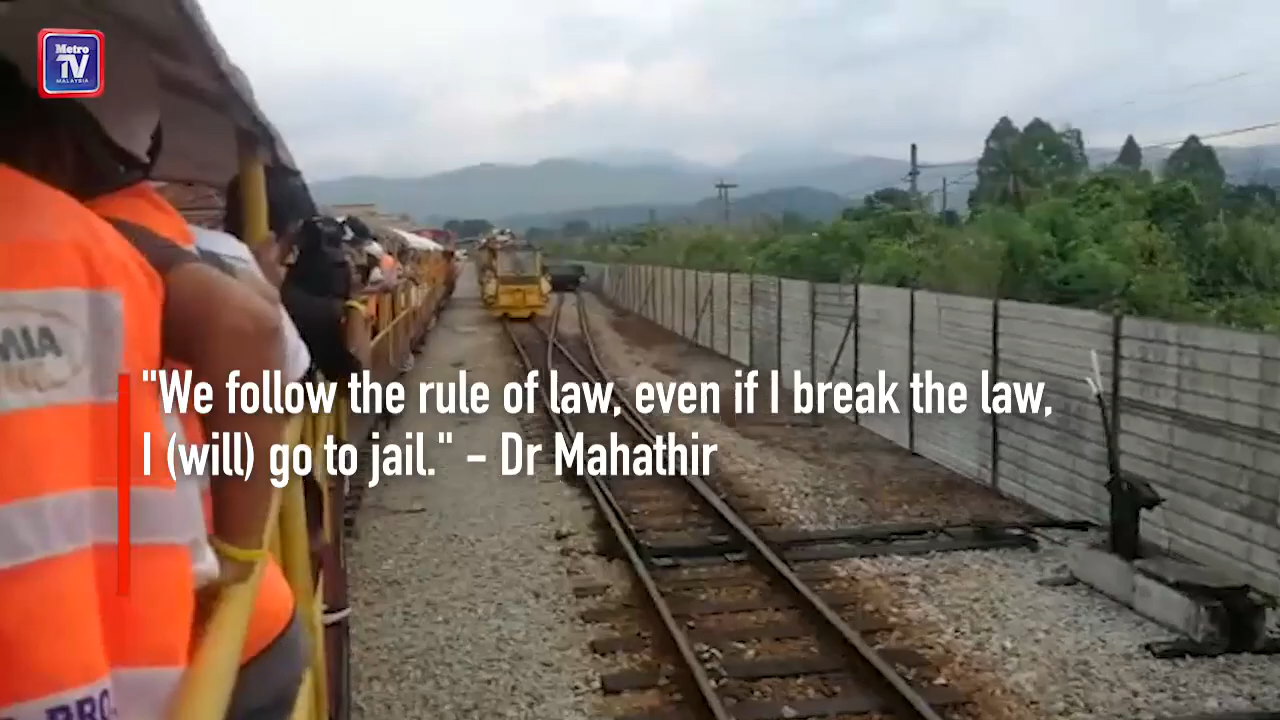 Metro
TV
MALAYSIA
MIA
"We follow the rule of law, even if I break the law,
I (will) go to jail." - Dr Mahathir
BRO